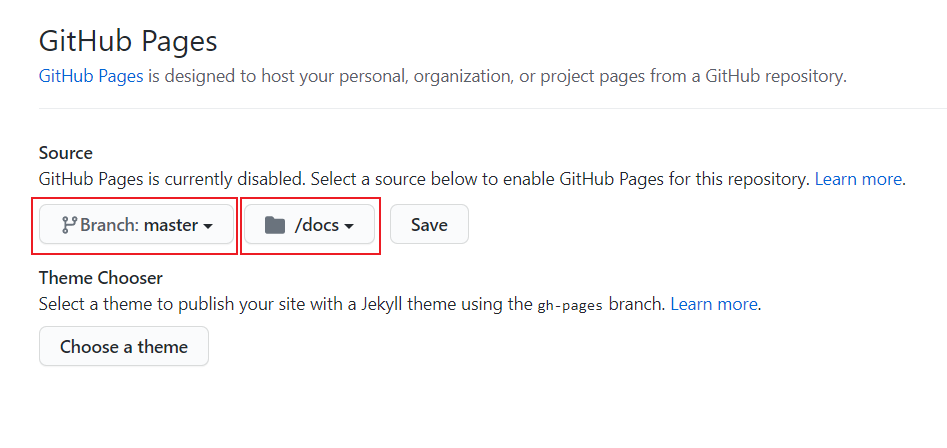 GitHub Pages
GitHub Pages is designed to host your personal, organization, or project pages from a GitHub repository.
Source
GitHub Pages is currently disabled. Select a source below to enable GitHub Pages for this repository. Learn more.
Branch: master /docs Save
Theme Chooser
Select a theme to publish your site with a Jekyll theme using the gh-pages branch. Learn more.
Choose a theme